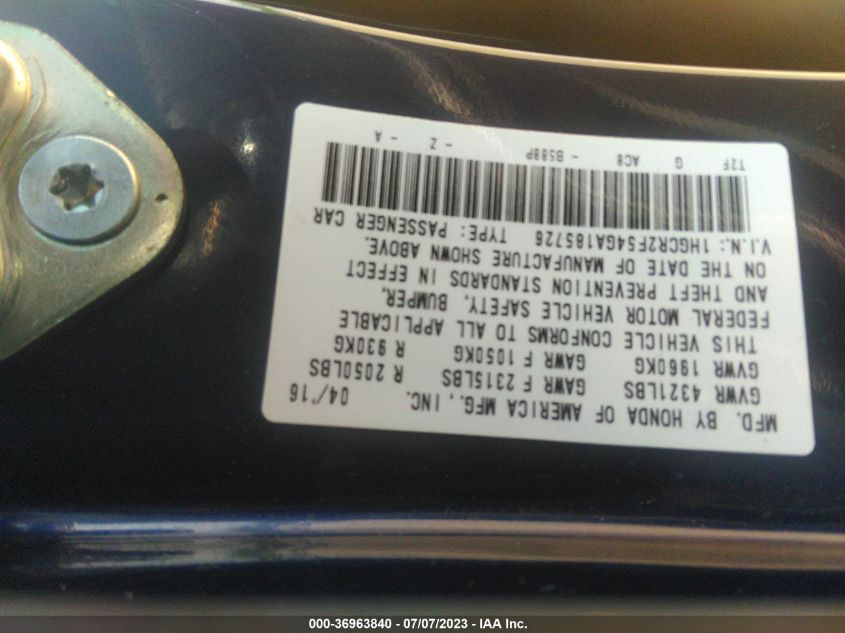 MFD. BY HONDA OF AMERICA MFG., INC. 04/'16
GVWR 4321LBS GAWR F 2315LBS R 2050LBS
GVWR 1960KG GAWR F 1050KG R 930KG
THIS VEHICLE CONFORMS TO ALL APPLICABLE
FEDERAL MOTOR VEHICLE SAFETY, BUMPER,
AND THEFT PREVENTION STANDARDS IN EFFECT
ON THE DATE OF MANUFACTURE SHOWN ABOVE.
V.I.N.: 1HGCR2F54GA185726 TYPE: PASSENGER CAR
T2F G AC8 - B588P - Z - A
000-36963840 - 07/07/2023 - IAA Inc.